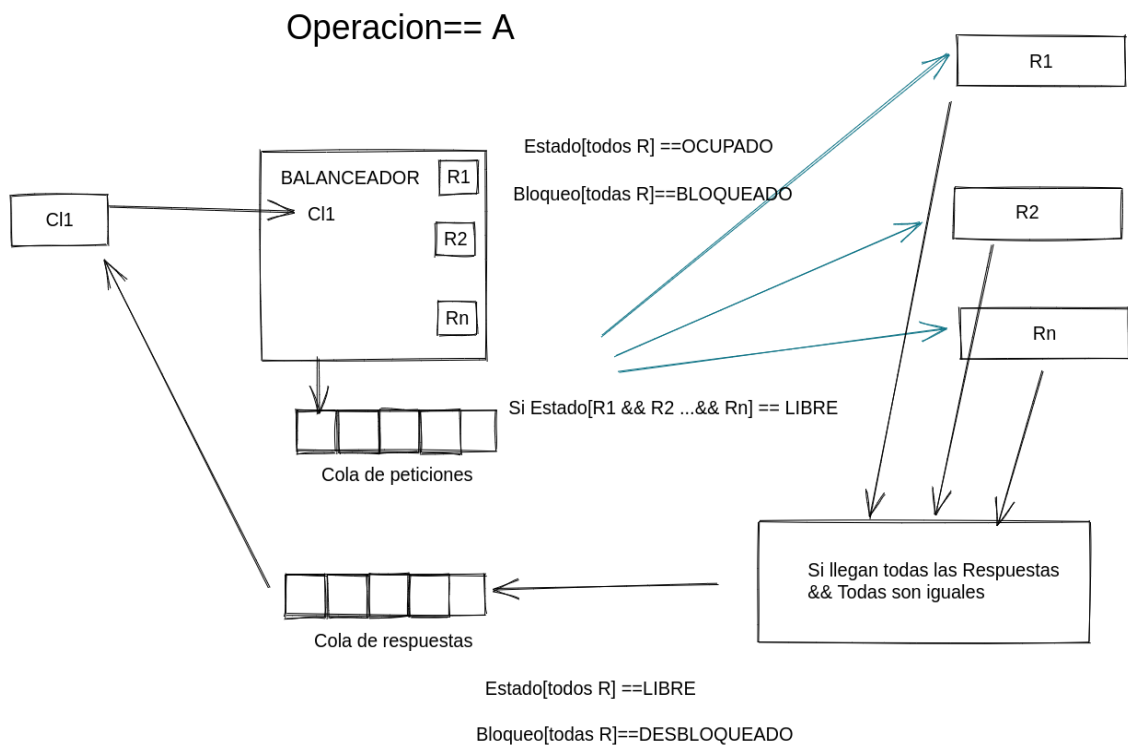 Operacion== A
R1
Estado[todos R] ==OCUPADO
BALANCEADOR
R1
Bloqueo[todas R]==BLOQUEADO
Cl1
Cl1
R2
R2
Rn
Rn
Si Estado[R1 && R2 ...&& Rn] == LIBRE
Cola de peticiones
Si llegan todas las Respuestas
&& Todas son iguales
Cola de respuestas
Estado[todos R] ==LIBRE
Bloqueo[todas R]==DESBLOQUEADO